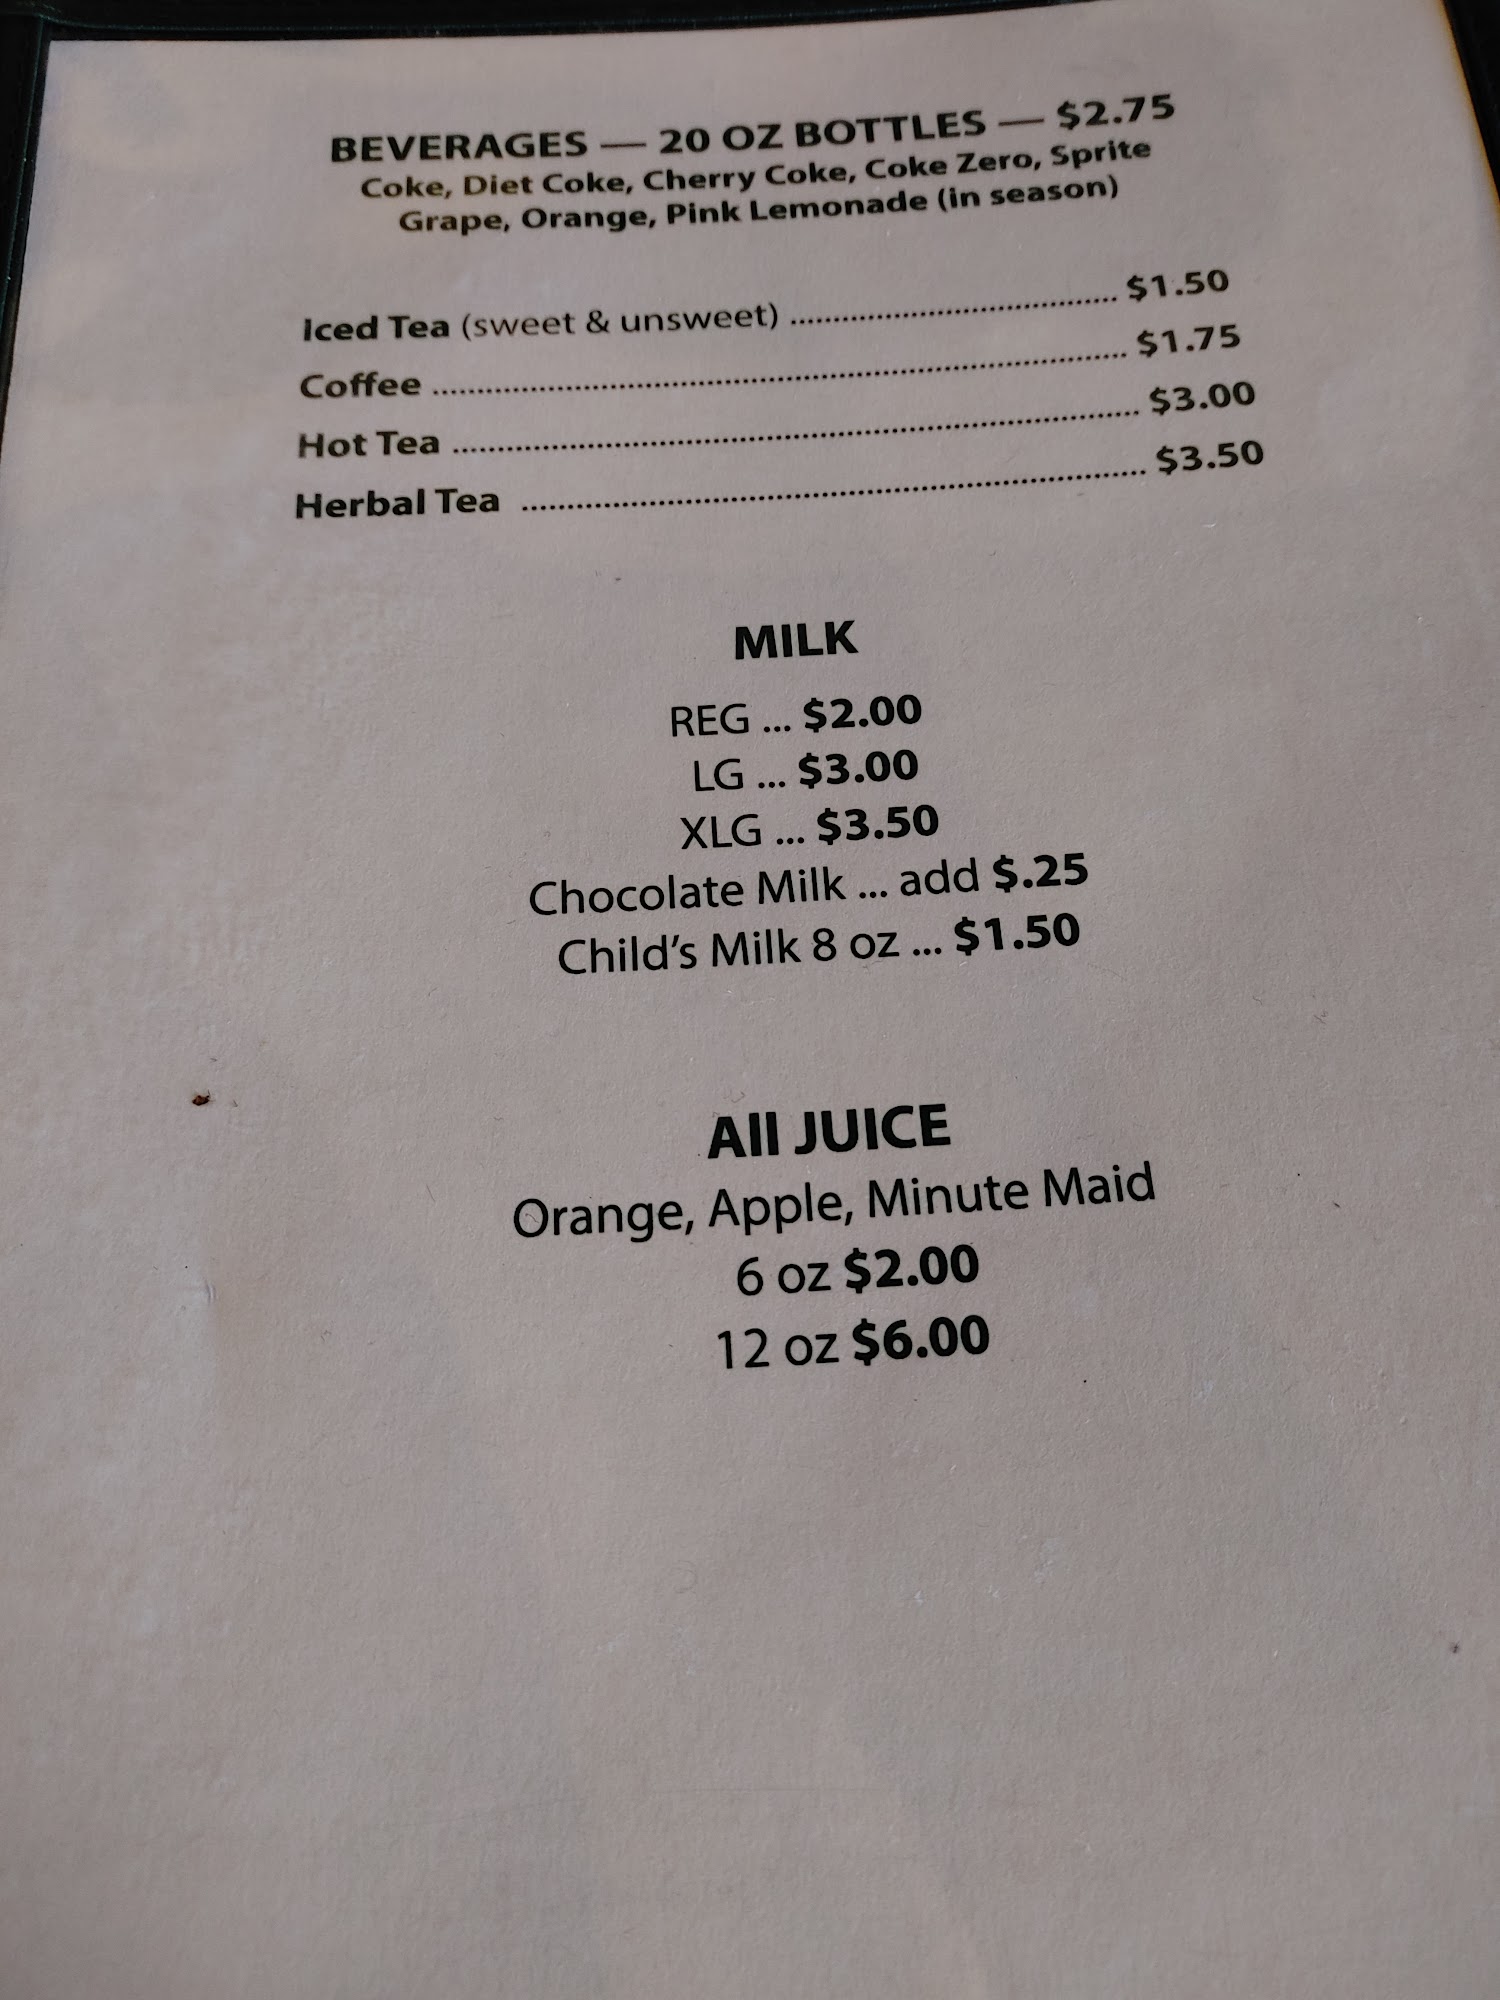 BEVERAGES — 20 OZ BOTTLES — $2.75
Coke, Diet Coke, Cherry Coke, Coke Zero, Sprite
Grape, Orange, Pink Lemonade (in season)
Iced Tea (sweet & unsweet) ........................................ $1.50
Coffee ........................................ $1.75
Hot Tea ........................................ $3.00
Herbal Tea ........................................ $3.50
MILK
REG ... $2.00
LG ... $3.00
XLG ... $3.50
Chocolate Milk ... add $.25
Child's Milk 8 oz ... $1.50
All JUICE
Orange, Apple, Minute Maid
6 oz $2.00
12 oz $6.00